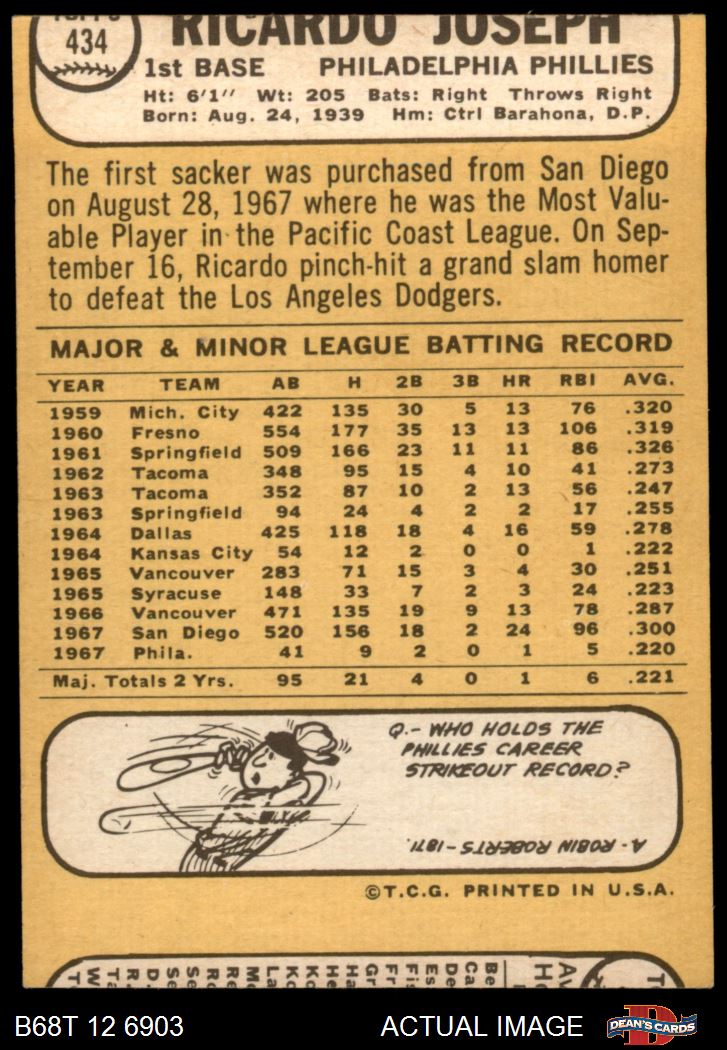 434
RICARDO JOSEPH
1st BASE PHILADELPHIA PHILLIES
Ht: 6'1" Wt: 205 Bats: Right Throws Right
Born: Aug. 24, 1939 Hm: Ctrl Barahona, D.P.
The first sacker was purchased from San Diego
on August 28, 1967 where he was the Most Valu-
able Player in the Pacific Coast League. On Sep-
tember 16, Ricardo pinch-hit a grand slam homer
to defeat the Los Angeles Dodgers.
MAJOR & MINOR LEAGUE BATTING RECORD
YEAR TEAM AB H 2B 3B HR RBI AVG.
1959 Mich. City 422 135 30 5 13 76 .320
1960 Fresno 554 177 35 13 13 106 .319
1961 Springfield 509 166 23 11 11 86 .326
1962 Tacoma 348 95 15 4 10 41 .273
1963 Tacoma 352 87 10 2 13 56 .247
1963 Springfield 94 24 4 2 2 17 .255
1964 Dallas 425 118 18 4 16 59 .278
1964 Kansas City 54 12 2 0 0 1 .222
1965 Vancouver 283 71 15 3 4 30 .251
1965 Syracuse 148 33 7 2 3 24 .223
1966 Vancouver 471 135 19 9 13 78 .287
1967 San Diego 520 156 18 2 24 96 .300
1967 Phila. 41 9 2 0 1 5 .220
Maj. Totals 2 Yrs. 95 21 4 0 1 6 .221
Q.- WHO HOLDS THE
PHILLIES CAREER
STRIKEOUT RECORD?
A- ROBIN ROBERTS-1871.
©T.C.G. PRINTED IN U.S.A.
B68T 12 6903 ACTUAL IMAGE DEAN'S CARDS